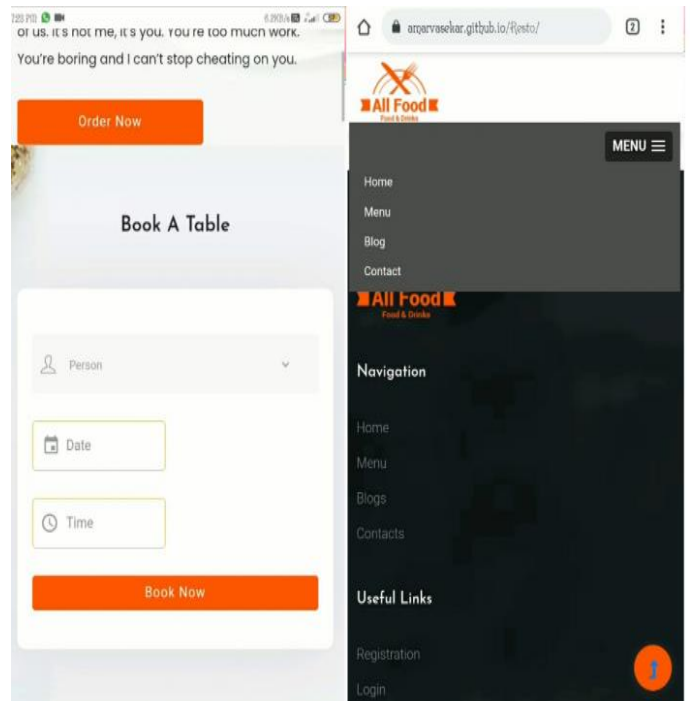 of us. It's not me, it's you. You're too much work.
You're boring and I can't stop cheating on you.
Order Now
Book A Table
Person
Date
Time
Book Now
amarvasekar.github.io/Resto/
2
All Food
Food & Drinks
MENU
Home
Menu
Blog
Contact
All Food
Food & Drinks
Navigation
Home
Menu
Blogs
Contacts
Useful Links
Registration
Login